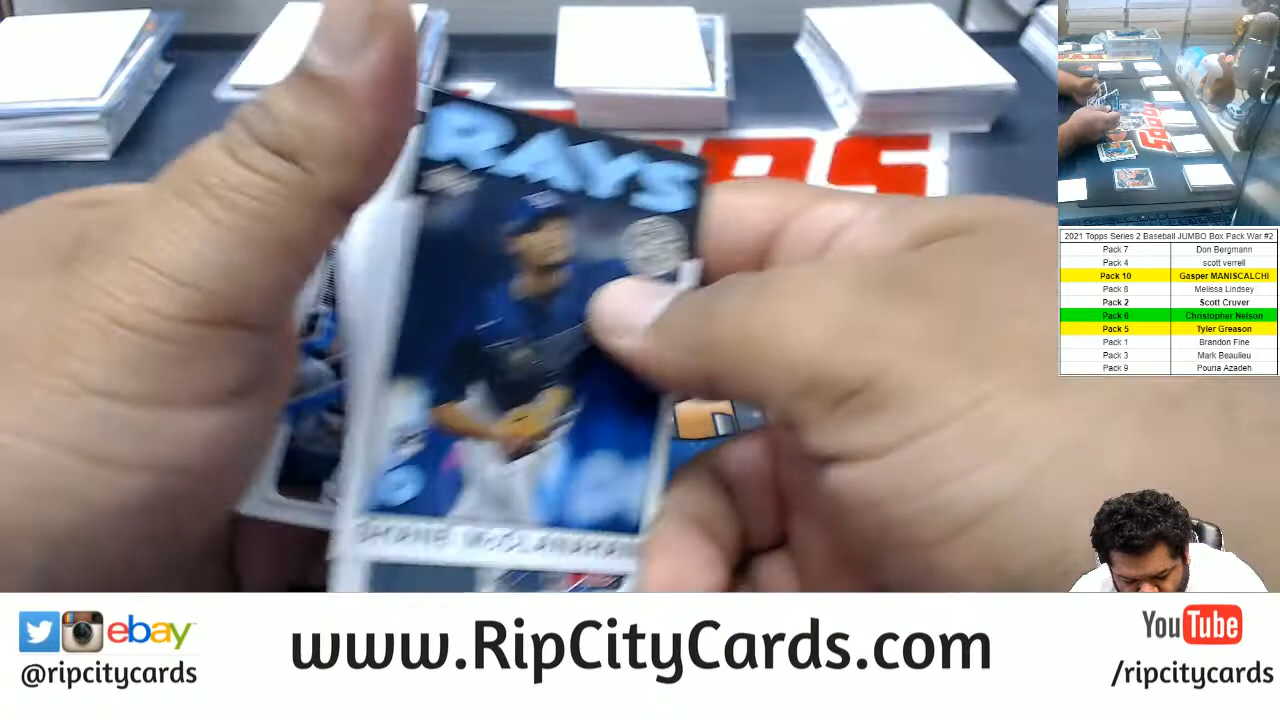 RAYS
SHANE McCLANAHAN
2021 Topps Series 2 Baseball JUMBO Box Pack War #2
Pack 7 Don Bergmann
Pack 4 scott verrell
Pack 10 Gasper MANISCALCHI
Pack 8 Melissa Lindsey
Pack 2 Scott Cruver
Pack 6 Christopher Nelson
Pack 5 Tyler Greason
Pack 1 Brandon Fine
Pack 3 Mark Beaulieu
Pack 9 Pouria Azadeh
ebay
@ripcitycards
www.RipCityCards.com
YouTube
/ripcitycards